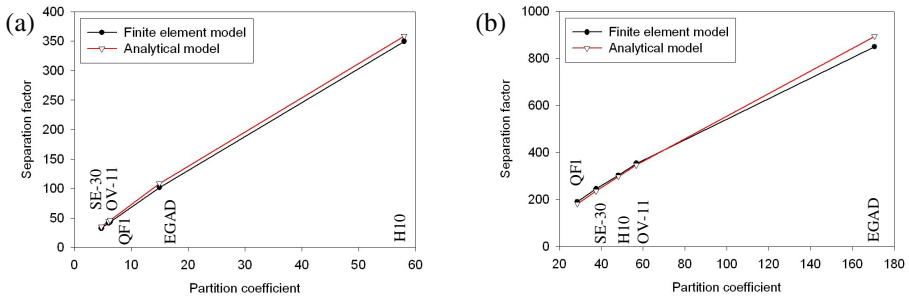 (a)
Finite element model
Analytical model
Separation factor
400
350
300
250
200
150
100
50
0
SE-30
OV-11
QF1
EGAD
H10
0 10 20 30 40 50 60
Partition coefficient
(b)
Finite element model
Analytical model
Separation factor
1000
800
600
400
200
0
QF1
SE-30
H10
OV-11
EGAD
20 40 60 80 100 120 140 160 180
Partition coefficient